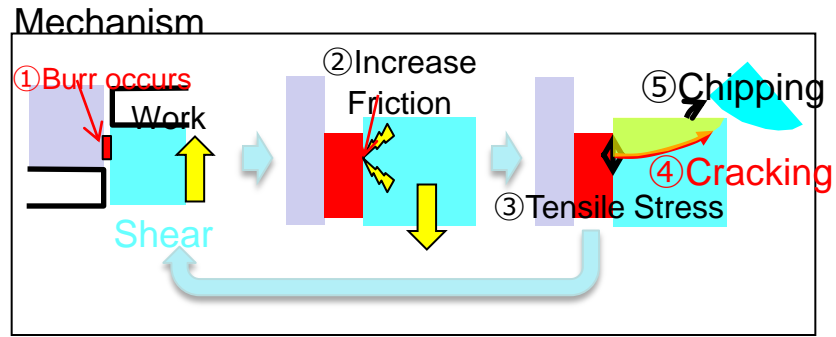 Mechanism
①Burr occurs
Work
Shear
②Increase
Friction
③Tensile Stress
④Cracking
⑤Chipping